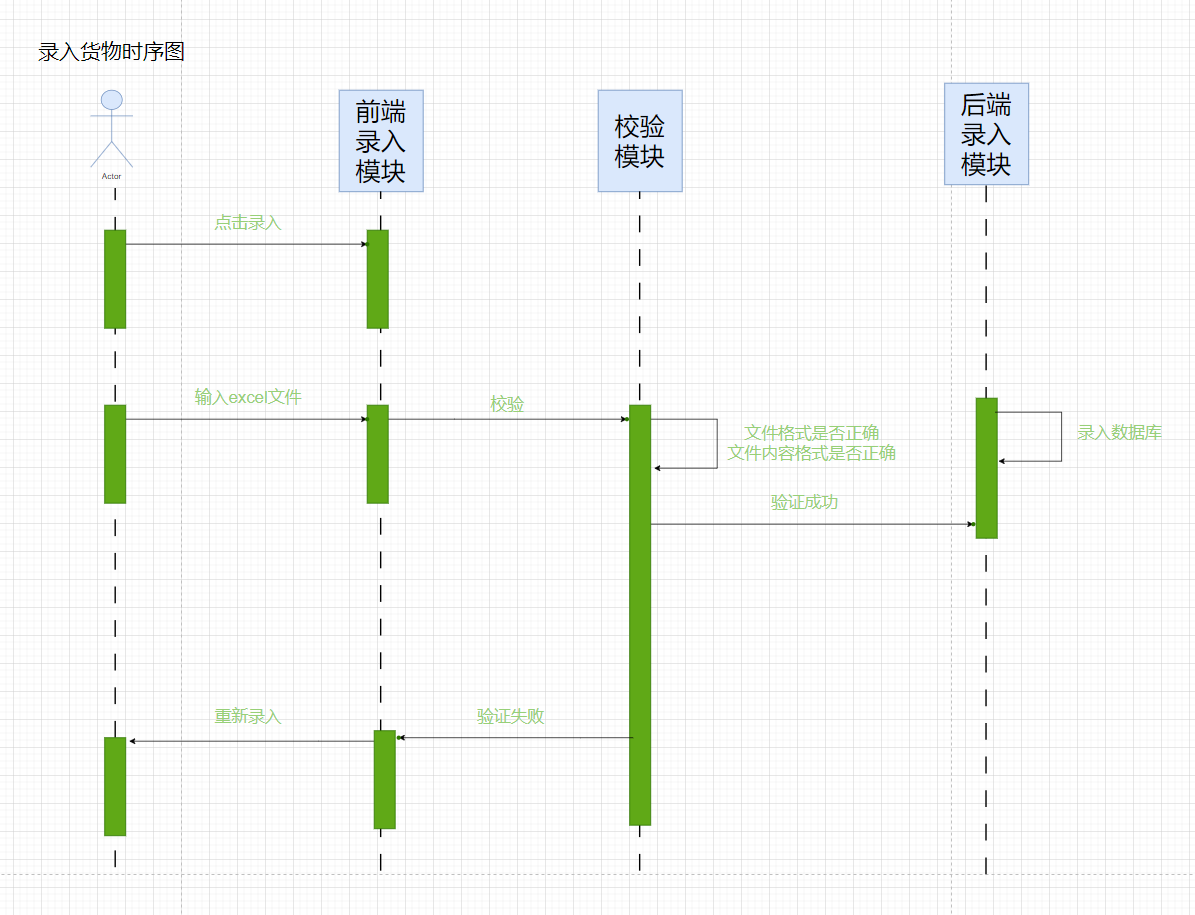 录入货物时序图
Actor
前端
录入
模块
校验
模块
后端
录入
模块
点击录入
输入excel文件
校验
文件格式是否正确
文件内容格式是否正确
录入数据库
验证成功
重新录入
验证失败